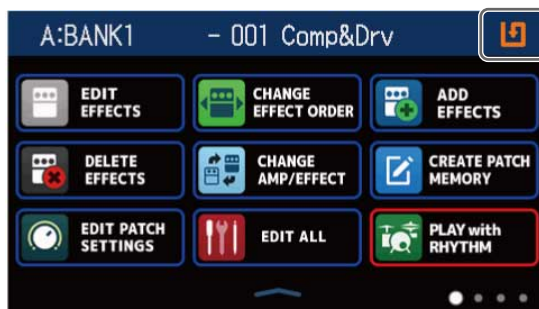 A:BANK1 - 001 Comp&Drv
EDIT
EFFECTS
CHANGE
EFFECT ORDER
ADD
EFFECTS
DELETE
EFFECTS
CHANGE
AMP/EFFECT
CREATE PATCH
MEMORY
EDIT PATCH
SETTINGS
EDIT ALL
PLAY with
RHYTHM